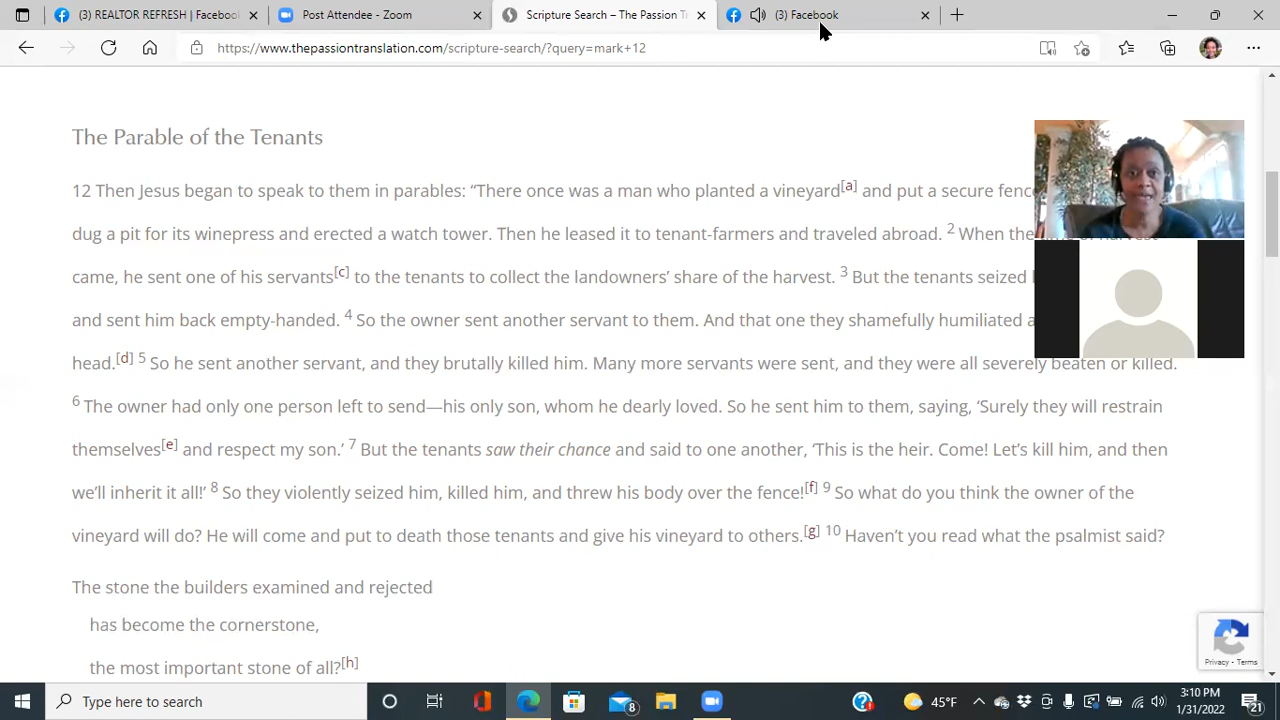 (3) REALTOR REFRESH | Facebook
Post Attendee - Zoom
Scripture Search – The Passion T
(3) Facebook
https://www.thepassiontranslation.com/scripture-search/?query=mark+12
The Parable of the Tenants
12 Then Jesus began to speak to them in parables: “There once was a man who planted a vineyard[a] and put a secure fence
dug a pit for its winepress and erected a watch tower. Then he leased it to tenant-farmers and traveled abroad. 2 When the
came, he sent one of his servants[c] to the tenants to collect the landowners’ share of the harvest. 3 But the tenants seized
and sent him back empty-handed. 4 So the owner sent another servant to them. And that one they shamefully humiliated
head.[d] 5 So he sent another servant, and they brutally killed him. Many more servants were sent, and they were all severely beaten or killed.
6 The owner had only one person left to send—his only son, whom he dearly loved. So he sent him to them, saying, ‘Surely they will restrain
themselves[e] and respect my son.’ 7 But the tenants saw their chance and said to one another, ‘This is the heir. Come! Let’s kill him, and then
we’ll inherit it all!’ 8 So they violently seized him, killed him, and threw his body over the fence![f] 9 So what do you think the owner of the
vineyard will do? He will come and put to death those tenants and give his vineyard to others.[g] 10 Haven’t you read what the psalmist said?
The stone the builders examined and rejected
has become the cornerstone,
the most important stone of all?[h]
Privacy - Terms
Type here to search
8
45°F
3:10 PM
1/31/2022
21